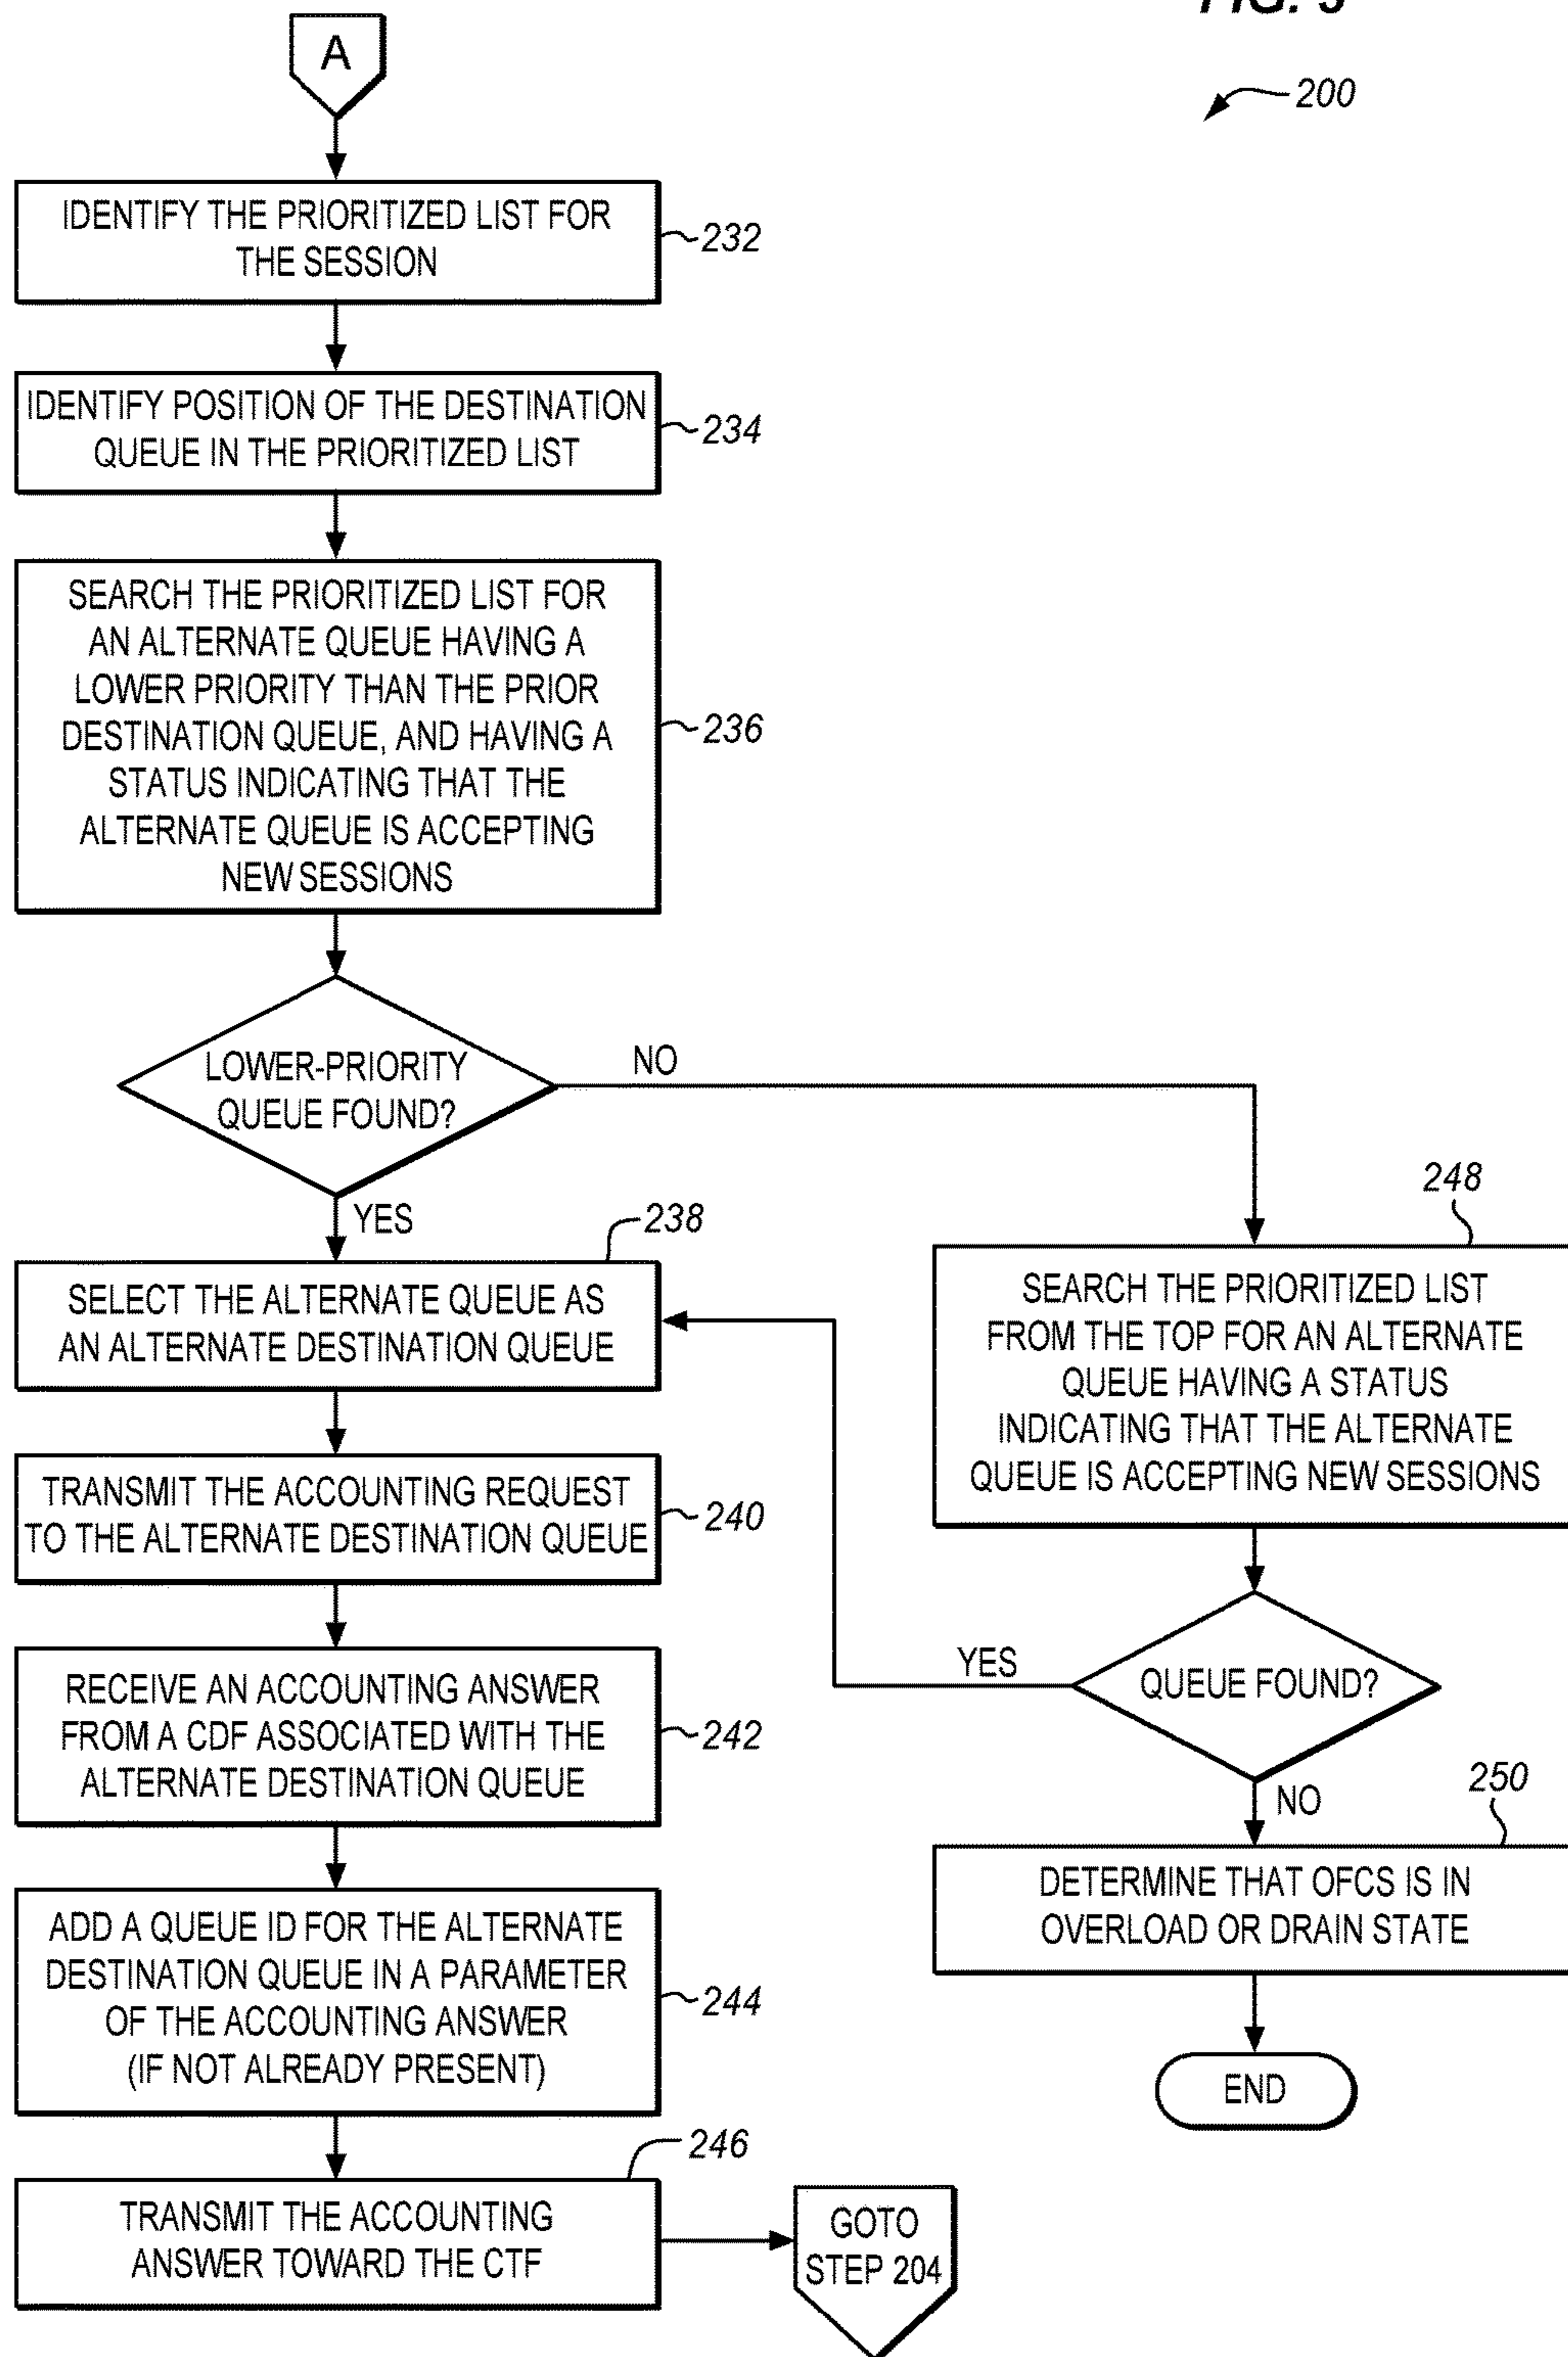 A
200
IDENTIFY THE PRIORITIZED LIST FOR
THE SESSION
232
IDENTIFY POSITION OF THE DESTINATION
QUEUE IN THE PRIORITIZED LIST
234
SEARCH THE PRIORITIZED LIST FOR
AN ALTERNATE QUEUE HAVING A
LOWER PRIORITY THAN THE PRIOR
DESTINATION QUEUE, AND HAVING A
STATUS INDICATING THAT THE
ALTERNATE QUEUE IS ACCEPTING
NEW SESSIONS
236
LOWER-PRIORITY
QUEUE FOUND?
NO
YES
238
SELECT THE ALTERNATE QUEUE AS
AN ALTERNATE DESTINATION QUEUE
TRANSMIT THE ACCOUNTING REQUEST
TO THE ALTERNATE DESTINATION QUEUE
240
RECEIVE AN ACCOUNTING ANSWER
FROM A CDF ASSOCIATED WITH THE
ALTERNATE DESTINATION QUEUE
242
ADD A QUEUE ID FOR THE ALTERNATE
DESTINATION QUEUE IN A PARAMETER
OF THE ACCOUNTING ANSWER
(IF NOT ALREADY PRESENT)
244
246
TRANSMIT THE ACCOUNTING
ANSWER TOWARD THE CTF
GOTO
STEP 204
248
SEARCH THE PRIORITIZED LIST
FROM THE TOP FOR AN ALTERNATE
QUEUE HAVING A STATUS
INDICATING THAT THE ALTERNATE
QUEUE IS ACCEPTING NEW SESSIONS
YES
QUEUE FOUND?
NO
250
DETERMINE THAT OFCS IS IN
OVERLOAD OR DRAIN STATE
END